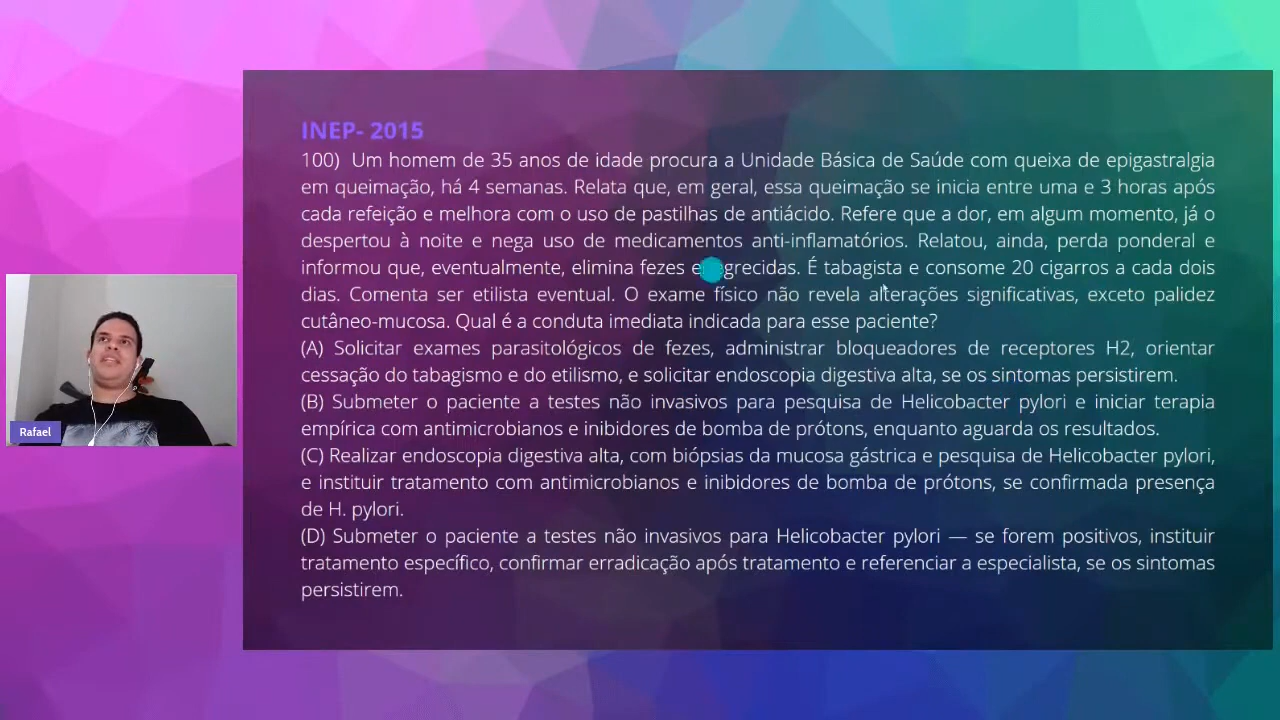 INEP- 2015
100) Um homem de 35 anos de idade procura a Unidade Básica de Saúde com queixa de epigastralgia
em queimação, há 4 semanas. Relata que, em geral, essa queimação se inicia entre uma e 3 horas após
cada refeição e melhora com o uso de pastilhas de antiácido. Refere que a dor, em algum momento, já o
despertou à noite e nega uso de medicamentos anti-inflamatórios. Relatou, ainda, perda ponderal e
informou que, eventualmente, elimina fezes enegrecidas. É tabagista e consome 20 cigarros a cada dois
dias. Comenta ser etilista eventual. O exame físico não revela alterações significativas, exceto palidez
cutâneo-mucosa. Qual é a conduta imediata indicada para esse paciente?
(A) Solicitar exames parasitológicos de fezes, administrar bloqueadores de receptores H2, orientar
cessação do tabagismo e do etilismo, e solicitar endoscopia digestiva alta, se os sintomas persistirem.
(B) Submeter o paciente a testes não invasivos para pesquisa de Helicobacter pylori e iniciar terapia
empírica com antimicrobianos e inibidores de bomba de prótons, enquanto aguarda os resultados.
(C) Realizar endoscopia digestiva alta, com biópsias da mucosa gástrica e pesquisa de Helicobacter pylori,
e instituir tratamento com antimicrobianos e inibidores de bomba de prótons, se confirmada presença
de H. pylori.
(D) Submeter o paciente a testes não invasivos para Helicobacter pylori — se forem positivos, instituir
tratamento específico, confirmar erradicação após tratamento e referenciar a especialista, se os sintomas
persistirem.
Rafael